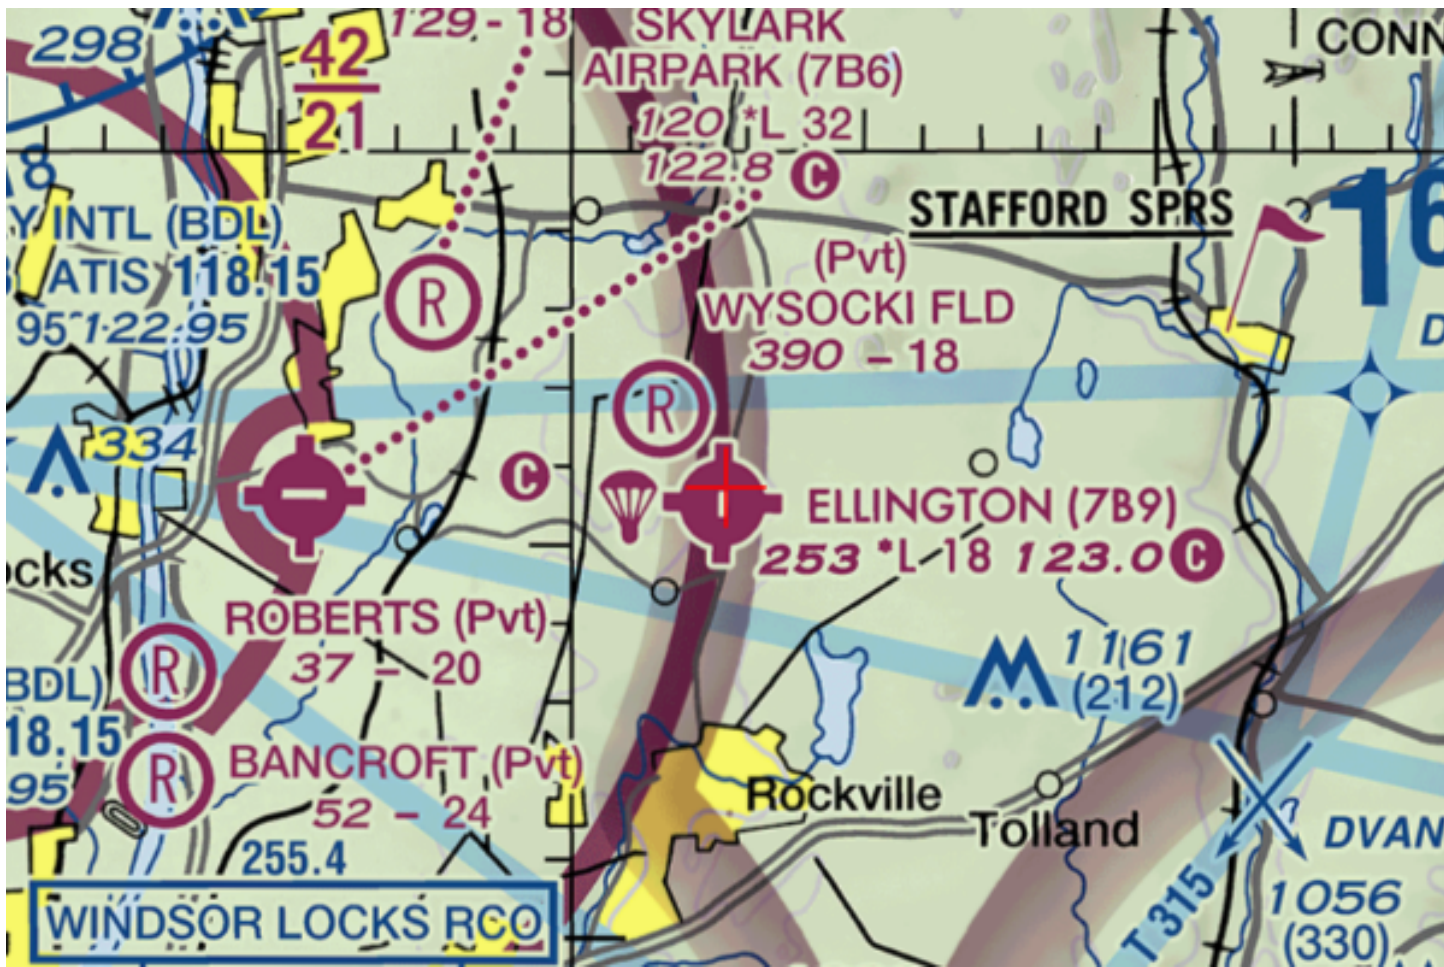 129 - 18
SKYLARK
AIRPARK (7B6)
120 *L 32
122.8 C
298
42
21
CONN
8
Y INTL (BDL)
ATIS 118.15
95 122.95
STAFFORD SPRS
16
(Pvt)
WYSOCKI FLD
390 - 18
R
R
D
334
C
ELLINGTON (7B9)
253 *L 18 123.0 C
ocks
ROBERTS (Pvt)
37 - 20
R
BDL)
18.15
95
BANCROFT (Pvt)
52 - 24
R
1161
(212)
Rockville
Tolland
255.4
WINDSOR LOCKS RCO
DVAN
T 315
1056
(330)